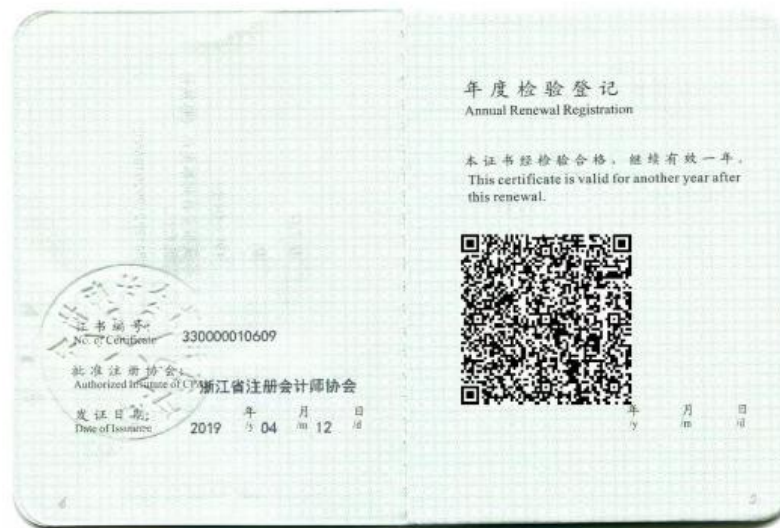 证书编号:
No. of Certificate
330000010609
批准注册协会:
Authorized Institute of CPAs
浙江省注册会计师协会
发证日期:
Date of Issuance
2019 年 /y 04 月 /m 12 日 /d
年度检验登记
Annual Renewal Registration
本证书经检验合格,继续有效一年。
This certificate is valid for another year after
this renewal.
年 月 日
/y /m /d
5